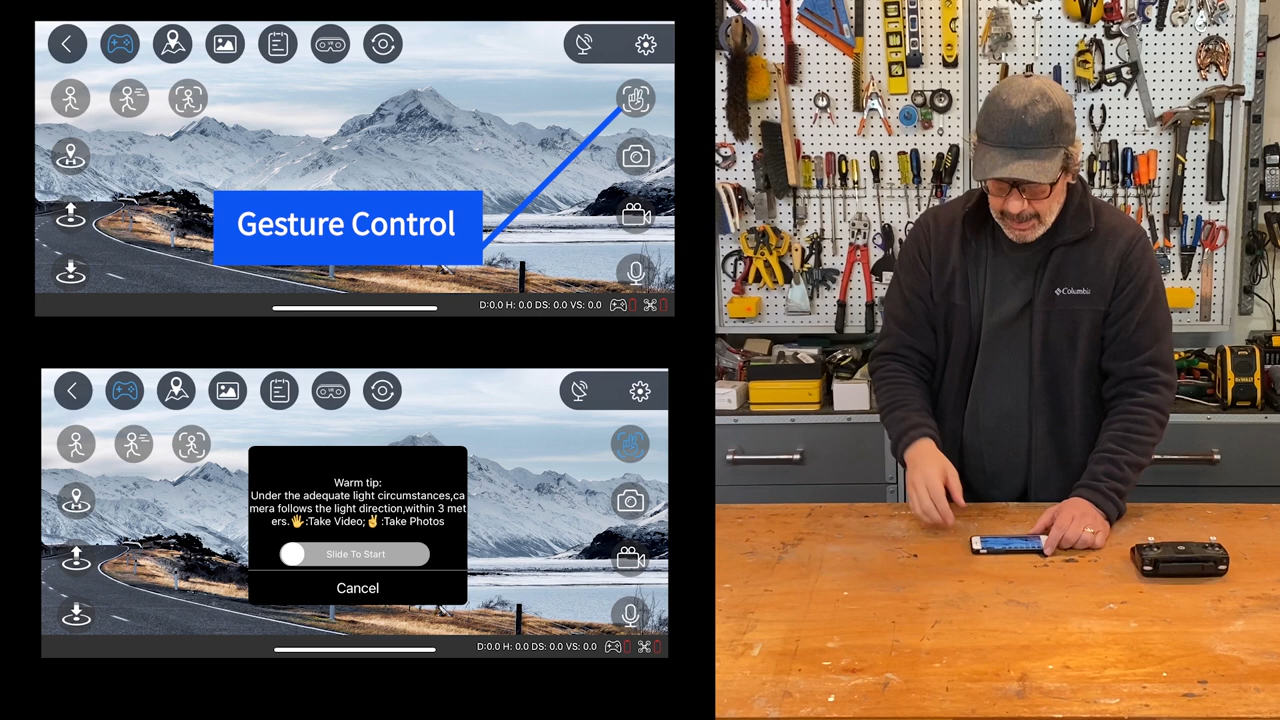 Gesture Control
D:0.0 H: 0.0 DS: 0.0 VS: 0.0
Warm tip:
Under the adequate light circumstances,ca
mera follows the light direction,within 3 met
ers.🖐:Take Video;✌:Take Photos
Slide To Start
Cancel
D:0.0 H: 0.0 DS: 0.0 VS: 0.0
Columbia
DEWALT